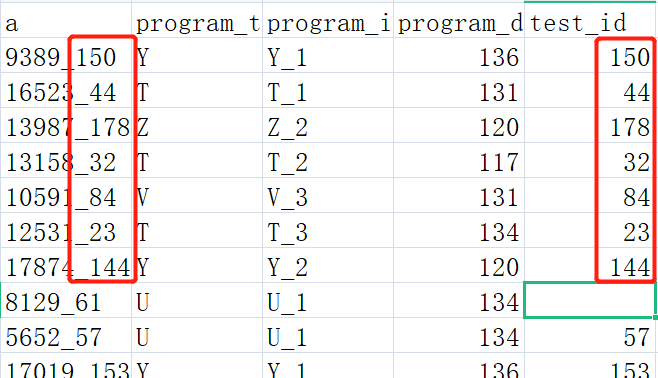 a program_t program_i program_d test_id
9389_150 Y Y_1 136 150
16523_44 T T_1 131 44
13987_178 Z Z_2 120 178
13158_32 T T_2 117 32
10591_84 V V_3 131 84
12531_23 T T_3 134 23
17874_144 Y Y_2 120 144
8129_61 U U_1 134
5652_57 U U_1 134 57
17019_153 Y Y_1 136 153